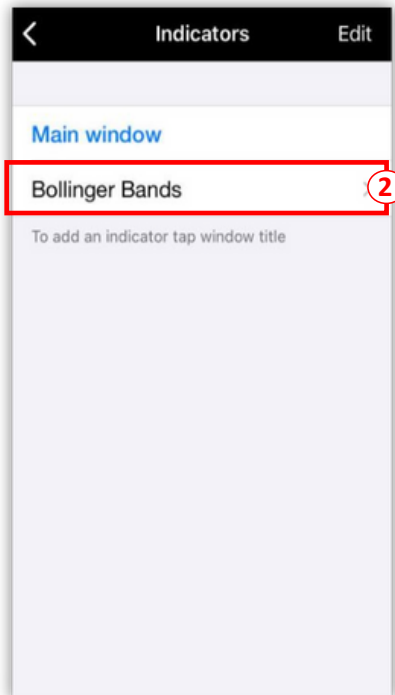 Indicators Edit
Main window
Bollinger Bands 2
To add an indicator tap window title